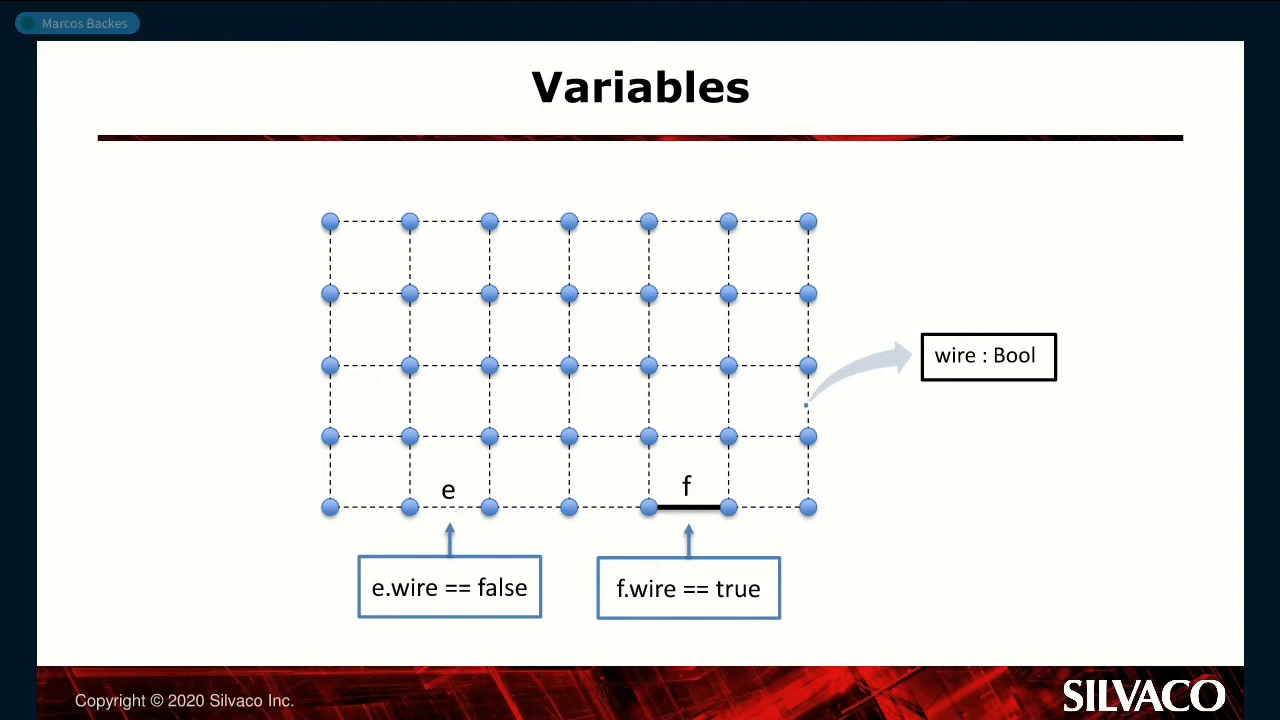 Marcos Backes
Variables
wire : Bool
e
f
e.wire == false
f.wire == true
Copyright © 2020 Silvaco Inc.
SILVACO